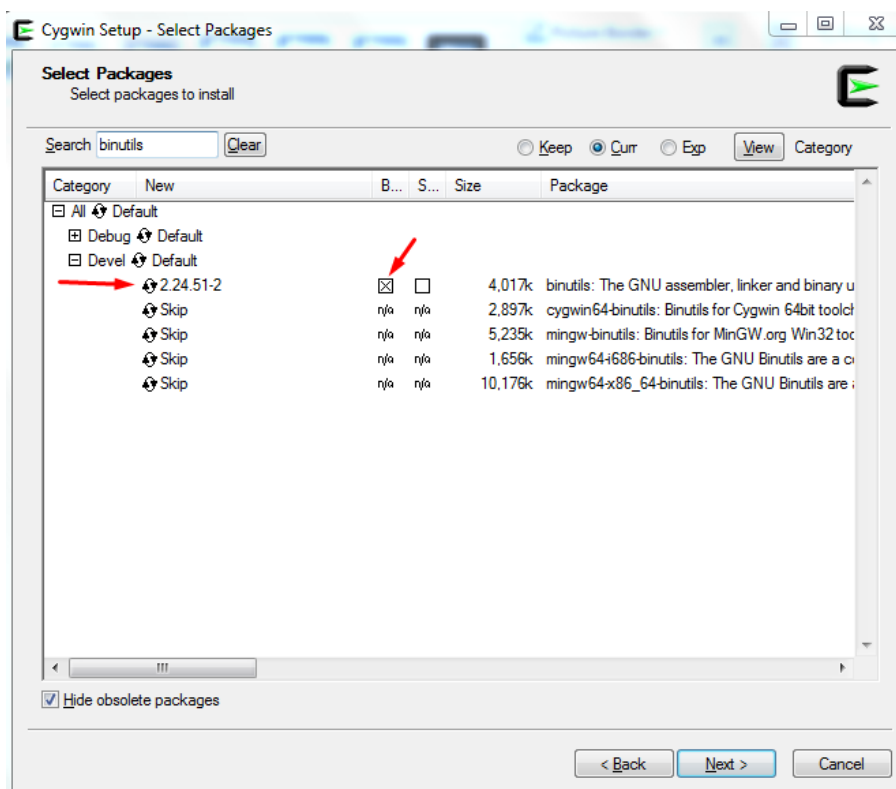 Cygwin Setup - Select Packages
Select Packages
Select packages to install
Search binutils Clear Keep Curr Exp View Category
Category New B... S... Size Package
All Default
Debug Default
Devel Default
2.24.51-2 4,017k binutils: The GNU assembler, linker and binary u
Skip n/a n/a 2,897k cygwin64-binutils: Binutils for Cygwin 64bit toolch
Skip n/a n/a 5,235k mingw-binutils: Binutils for MinGW.org Win32 too
Skip n/a n/a 1,656k mingw64-i686-binutils: The GNU Binutils are a co
Skip n/a n/a 10,176k mingw64-x86_64-binutils: The GNU Binutils are
Hide obsolete packages
< Back Next > Cancel